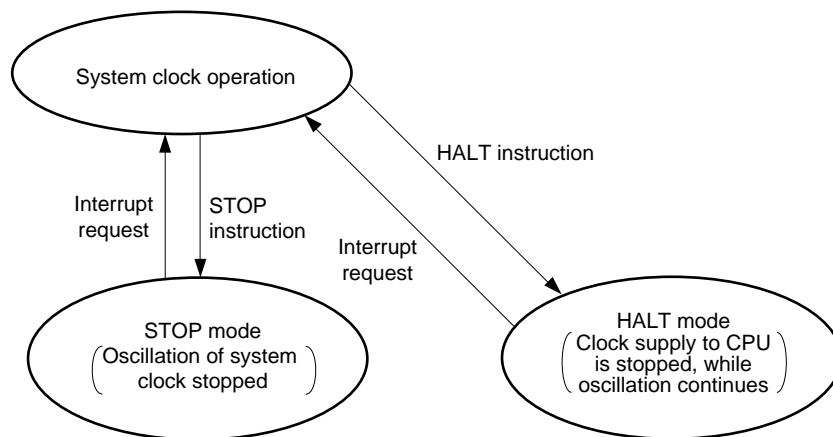 System clock operation
HALT instruction
Interrupt
request
STOP
instruction
Interrupt
request
STOP mode
(Oscillation of system
clock stopped)
HALT mode
(Clock supply to CPU
is stopped, while
oscillation continues)